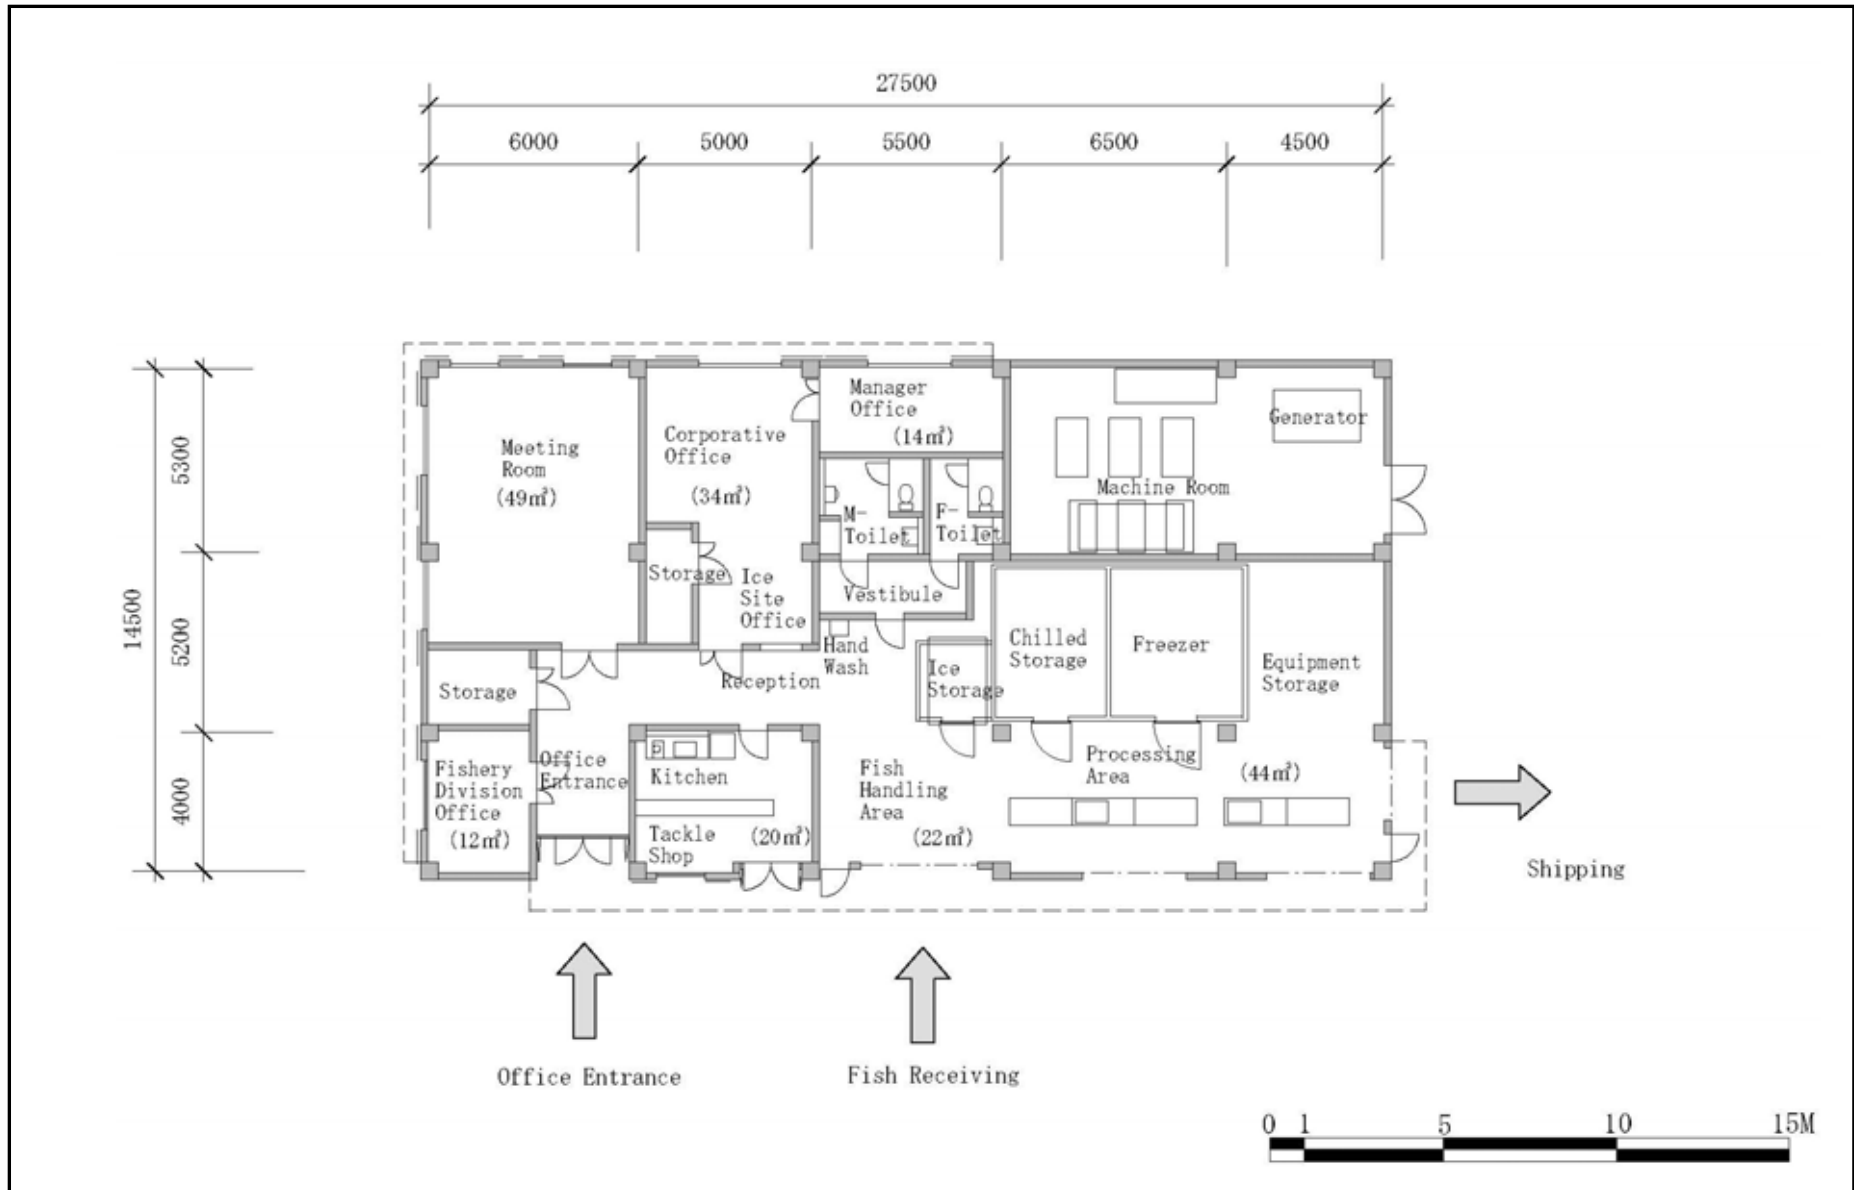 27500
6000 5000 5500 6500 4500
14500
5300
5200
4000
Meeting
Room
(49㎡)
Corporative
Office
(34㎡)
Manager
Office
(14㎡)
Generator
Machine Room
M-
Toilet
F-
Toilet
Storage
Ice
Site
Office
Vestibule
Hand
Wash
Reception
Ice
Storage
Chilled
Storage
Freezer
Equipment
Storage
Storage
Fishery
Division
Office
(12㎡)
Office
Entrance
Kitchen
Tackle
Shop
(20㎡)
Fish
Handling
Area
(22㎡)
Processing
Area
(44㎡)
Shipping
Office Entrance
Fish Receiving
0 1 5 10 15M